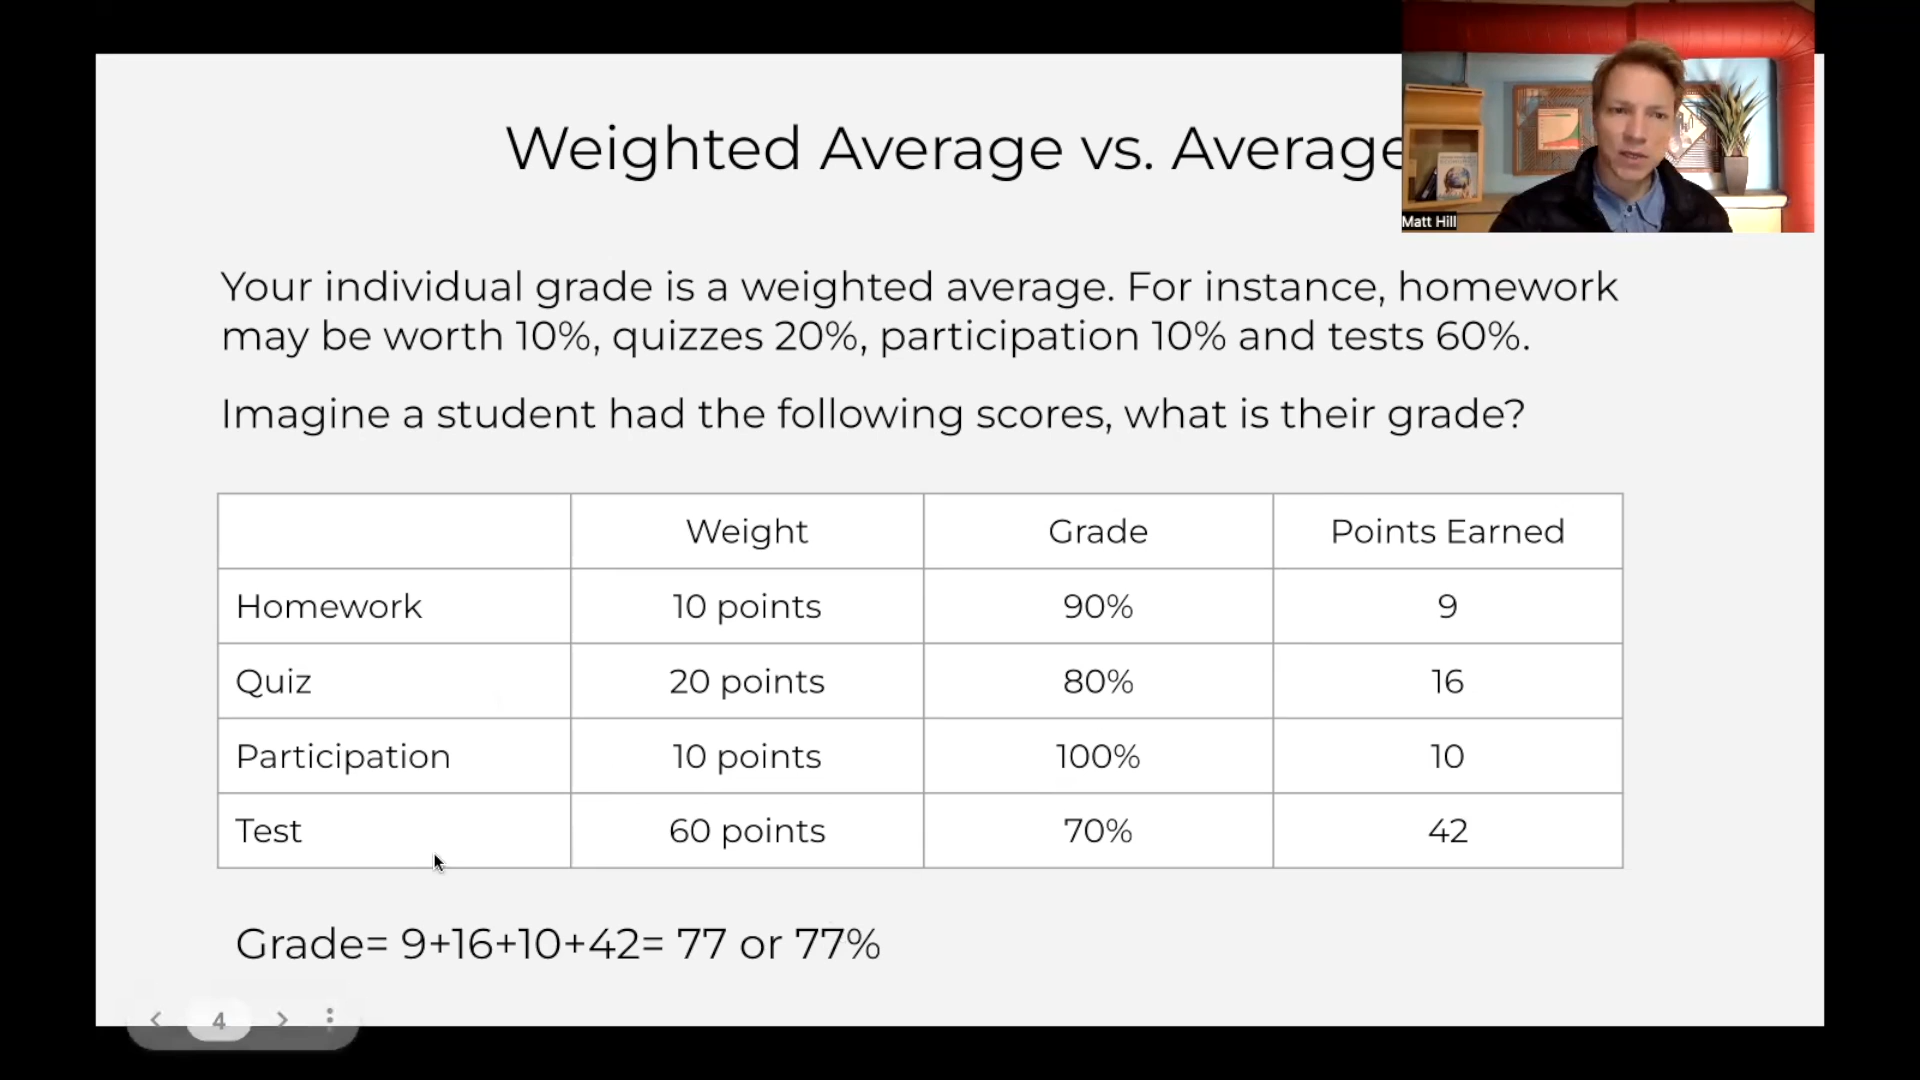 Weighted Average vs. Average
Matt Hill
Your individual grade is a weighted average. For instance, homework
may be worth 10%, quizzes 20%, participation 10% and tests 60%.
Imagine a student had the following scores, what is their grade?
Weight Grade Points Earned
Homework 10 points 90% 9
Quiz 20 points 80% 16
Participation 10 points 100% 10
Test 60 points 70% 42
Grade= 9+16+10+42= 77 or 77%
4